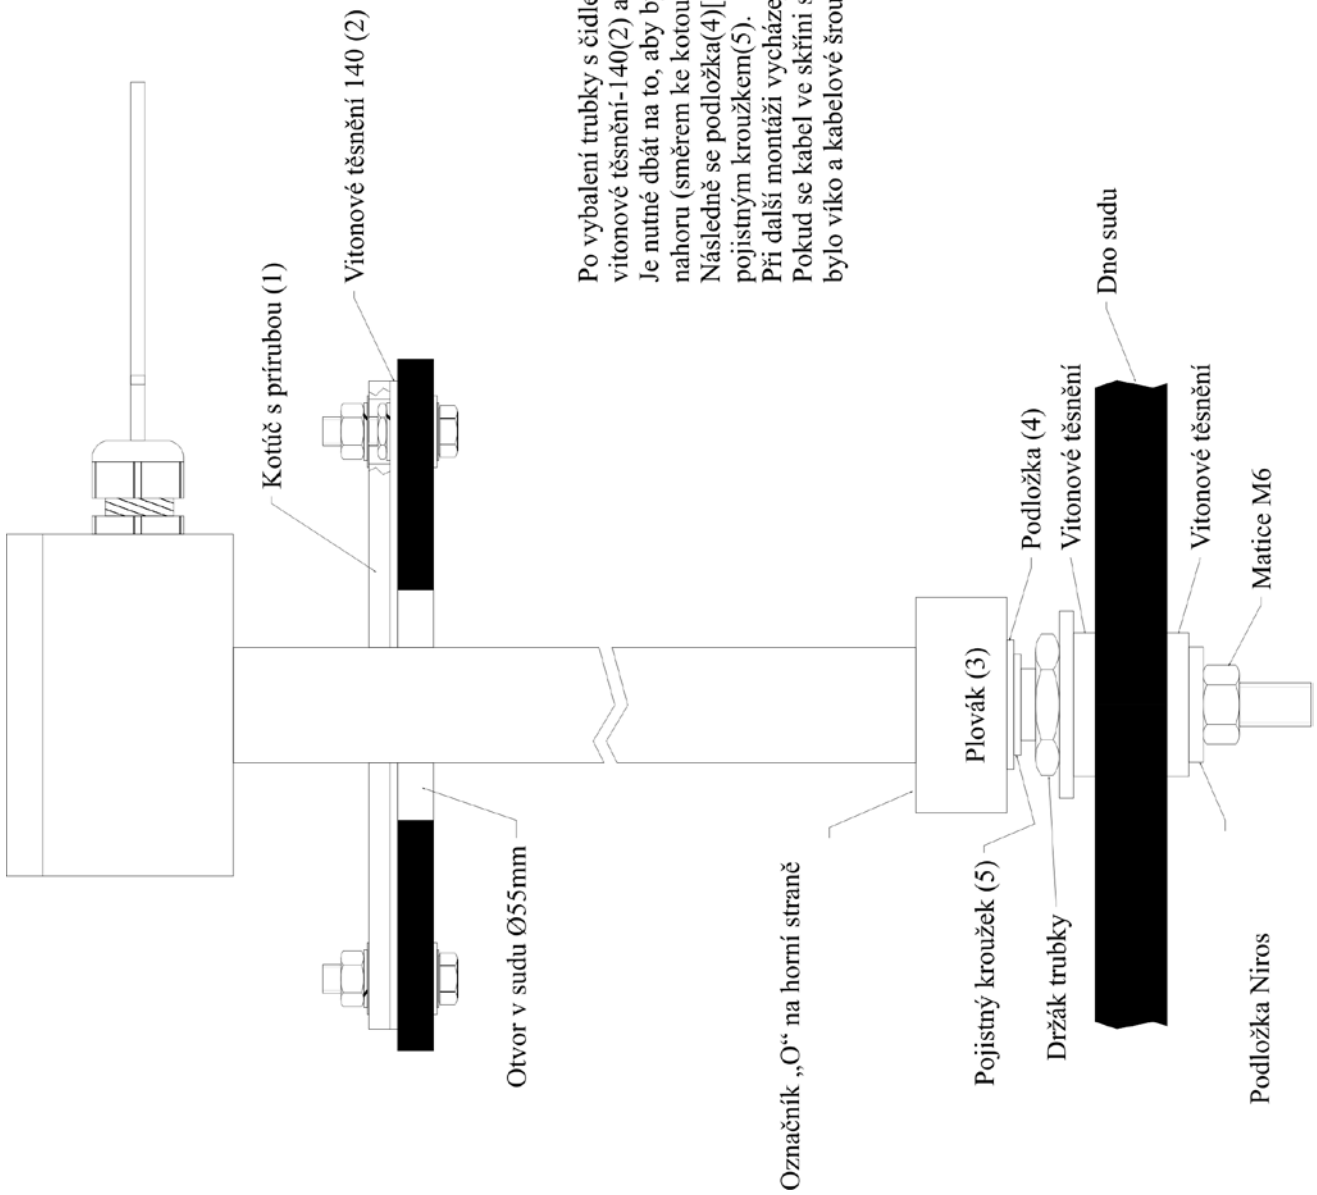 Vitonové těsnění 140 (2)
Kotúč s prírubou (1)
Otvor v sudu Ø55mm
Po vybalení trubky s čidle
vitonové těsnění-140(2) a
Je nutné dbát na to, aby b
nahoru (směrem ke kotou
Následně se podložka(4)[
pojistným kroužkem(5).
Při další montáži vycháze
Pokud se kabel ve skříni s
bylo víko a kabelové šrou
Označník „O“ na horní straně
Plovák (3)
Pojistný kroužek (5)
Podložka (4)
Držák trubky
Vitonové těsnění
Dno sudu
Vitonové těsnění
Podložka Niros
Matice M6